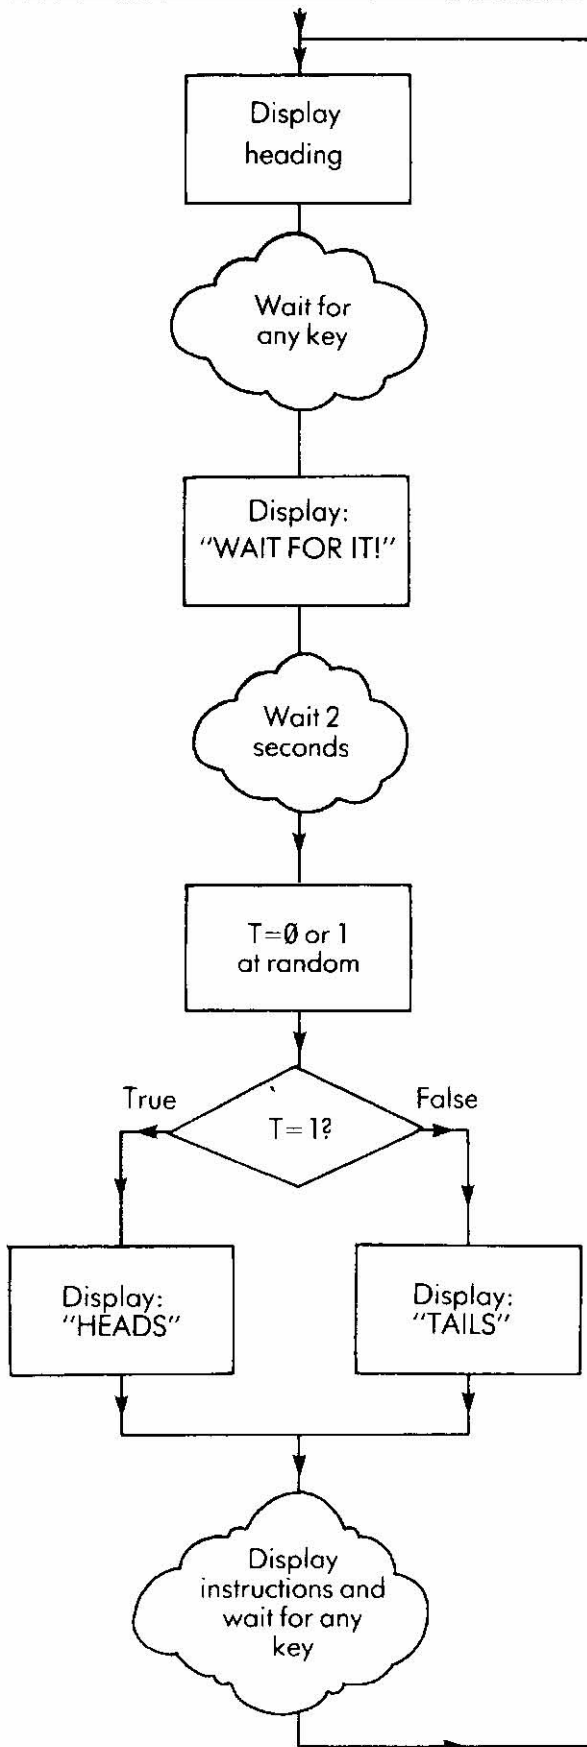 Display
heading
Wait for
any key
Display:
"WAIT FOR IT!"
Wait 2
seconds
T=Ø or 1
at random
True
False
T=1?
Display:
"HEADS"
Display:
"TAILS"
Display
instructions and
wait for any
key